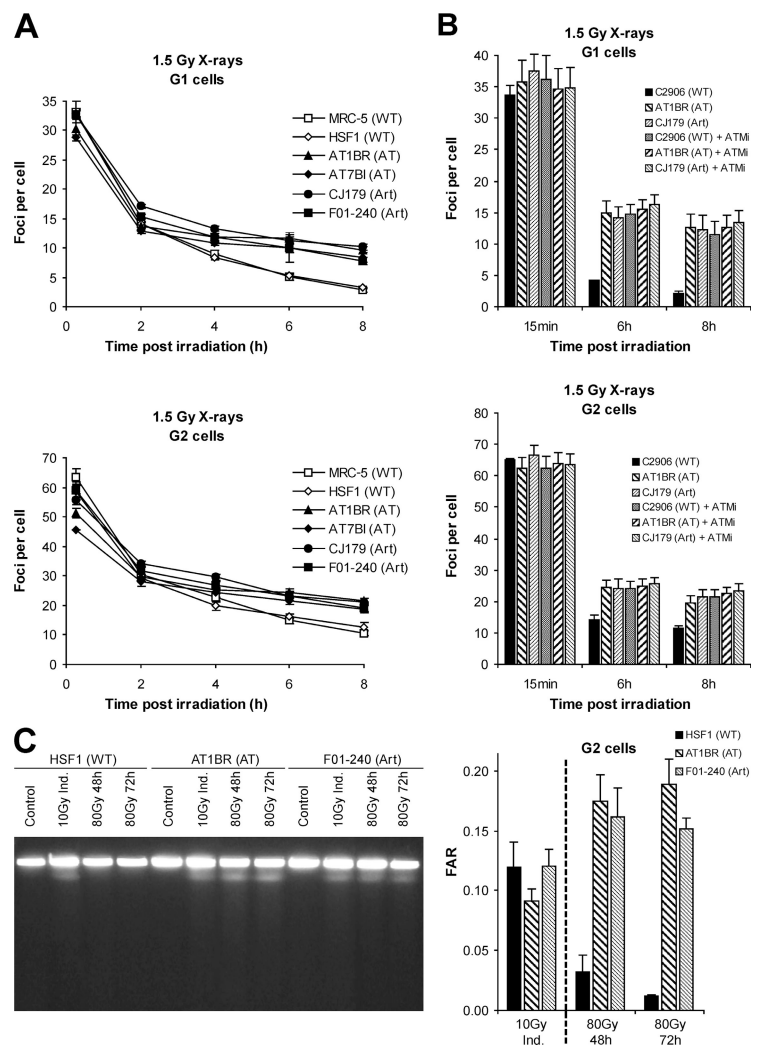 A
1.5 Gy X-rays
G1 cells
Foci per cell
35
30
25
20
15
10
5
0
0
2
4
6
8
Time post irradiation (h)
MRC-5 (WT)
HSF1 (WT)
AT1BR (AT)
AT7BI (AT)
CJ179 (Art)
F01-240 (Art)
B
1.5 Gy X-rays
G1 cells
Foci per cell
40
35
30
25
20
15
10
5
0
15min
6h
8h
Time post irradiation
C2906 (WT)
AT1BR (AT)
CJ179 (Art)
C2906 (WT) + ATMi
AT1BR (AT) + ATMi
CJ179 (Art) + ATMi
1.5 Gy X-rays
G2 cells
Foci per cell
70
60
50
40
30
20
10
0
0
2
4
6
8
Time post irradiation (h)
MRC-5 (WT)
HSF1 (WT)
AT1BR (AT)
AT7BI (AT)
CJ179 (Art)
F01-240 (Art)
1.5 Gy X-rays
G2 cells
Foci per cell
80
70
60
50
40
30
20
10
0
15min
6h
8h
Time post irradiation
C2906 (WT)
AT1BR (AT)
CJ179 (Art)
C2906 (WT) + ATMi
AT1BR (AT) + ATMi
CJ179 (Art) + ATMi
C
HSF1 (WT)
AT1BR (AT)
F01-240 (Art)
Control
10Gy Ind.
80Gy 48h
80Gy 72h
Control
10Gy Ind.
80Gy 48h
80Gy 72h
Control
10Gy Ind.
80Gy 48h
80Gy 72h
G2 cells
HSF1 (WT)
AT1BR (AT)
F01-240 (Art)
FAR
0.20
0.15
0.10
0.05
0.00
10Gy
Ind.
80Gy
48h
80Gy
72h